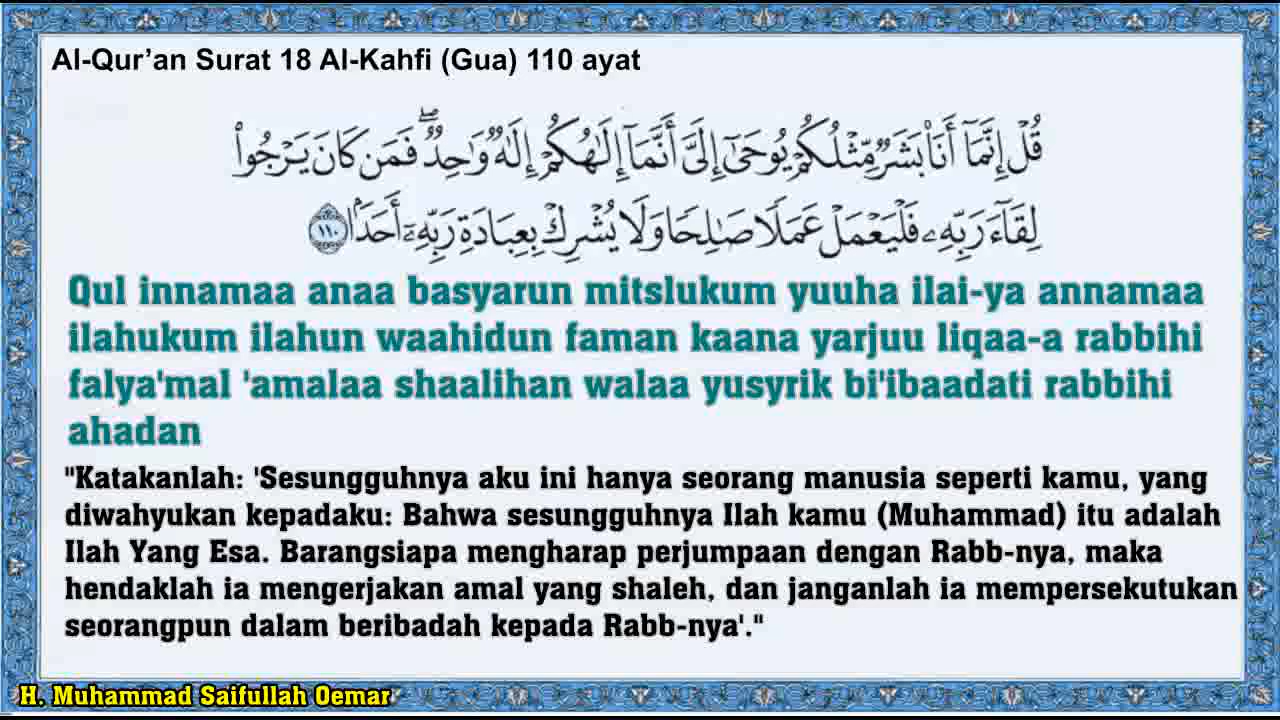 Al-Qur’an Surat 18 Al-Kahfi (Gua) 110 ayat
قُلْ إِنَّمَآ أَنَا۠ بَشَرٌ مِّثْلُكُمْ يُوحَىٰٓ إِلَىَّ أَنَّمَآ إِلَٰهُكُمْ إِلَٰهٌ وَٰحِدٌ ۖ فَمَن كَانَ يَرْجُوا۟
لِقَآءَ رَبِّهِۦ فَلْيَعْمَلْ عَمَلًا صَٰلِحًا وَلَا يُشْرِكْ بِعِبَادَةِ رَبِّهِۦٓ أَحَدًۢا ١١٠
Qul innamaa anaa basyarun mitslukum yuuha ilai-ya annamaa
ilahukum ilahun waahidun faman kaana yarjuu liqaa-a rabbihi
falya'mal 'amalaa shaalihan walaa yusyrik bi'ibaadati rabbihi
ahadan
"Katakanlah: 'Sesungguhnya aku ini hanya seorang manusia seperti kamu, yang
diwahyukan kepadaku: Bahwa sesungguhnya Ilah kamu (Muhammad) itu adalah
Ilah Yang Esa. Barangsiapa mengharap perjumpaan dengan Rabb-nya, maka
hendaklah ia mengerjakan amal yang shaleh, dan janganlah ia mempersekutukan
seorangpun dalam beribadah kepada Rabb-nya'."
H. Muhammad Saifullah Oemar